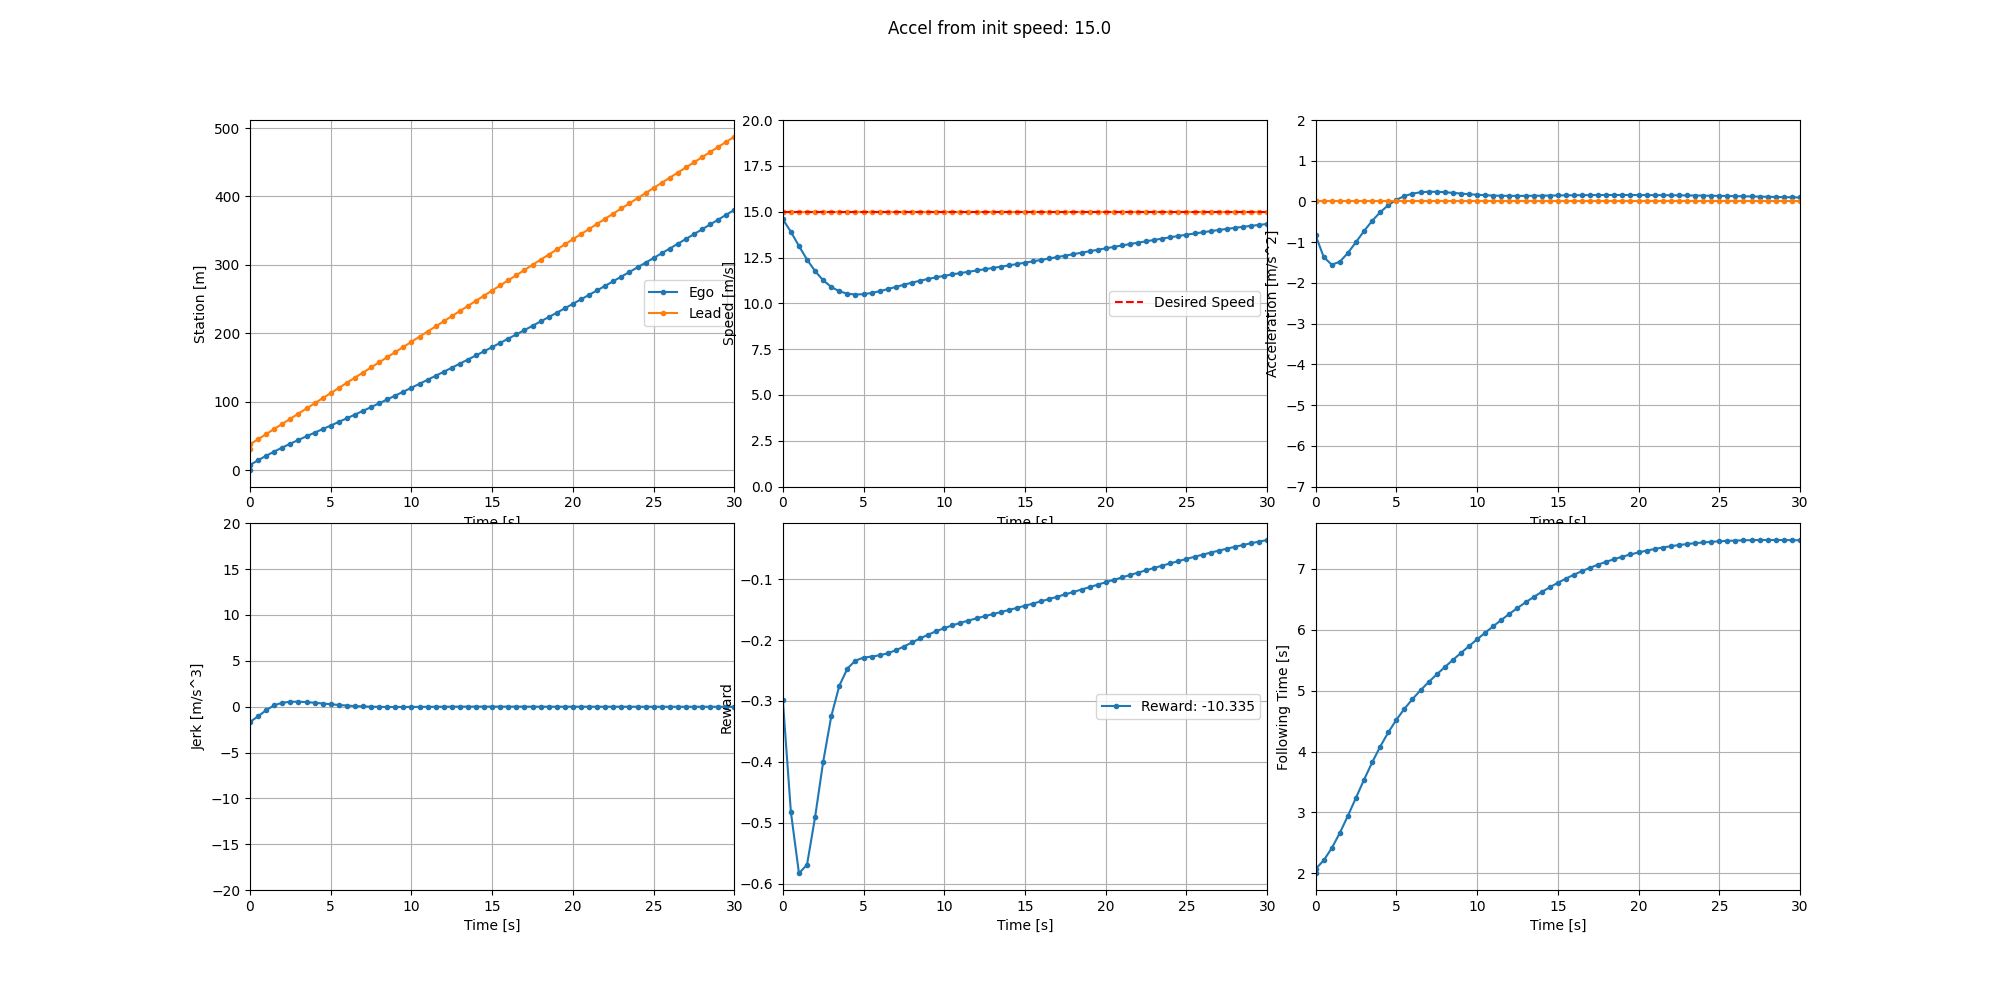 Accel from init speed: 15.0
500
400
300
200
100
0
Station [m]
0 5 10 15 20 25 30
Time [s]
Ego
Lead
20.0
17.5
15.0
12.5
10.0
7.5
5.0
2.5
0.0
Speed [m/s]
0 5 10 15 20 25 30
Time [s]
Desired Speed
2
1
0
−1
−2
−3
−4
−5
−6
−7
Acceleration [m/s^2]
0 5 10 15 20 25 30
Time [s]
20
15
10
5
0
−5
−10
−15
−20
Jerk [m/s^3]
0 5 10 15 20 25 30
Time [s]
−0.1
−0.2
−0.3
−0.4
−0.5
−0.6
Reward
0 5 10 15 20 25 30
Time [s]
Reward: -10.335
7
6
5
4
3
2
Following Time [s]
0 5 10 15 20 25 30
Time [s]